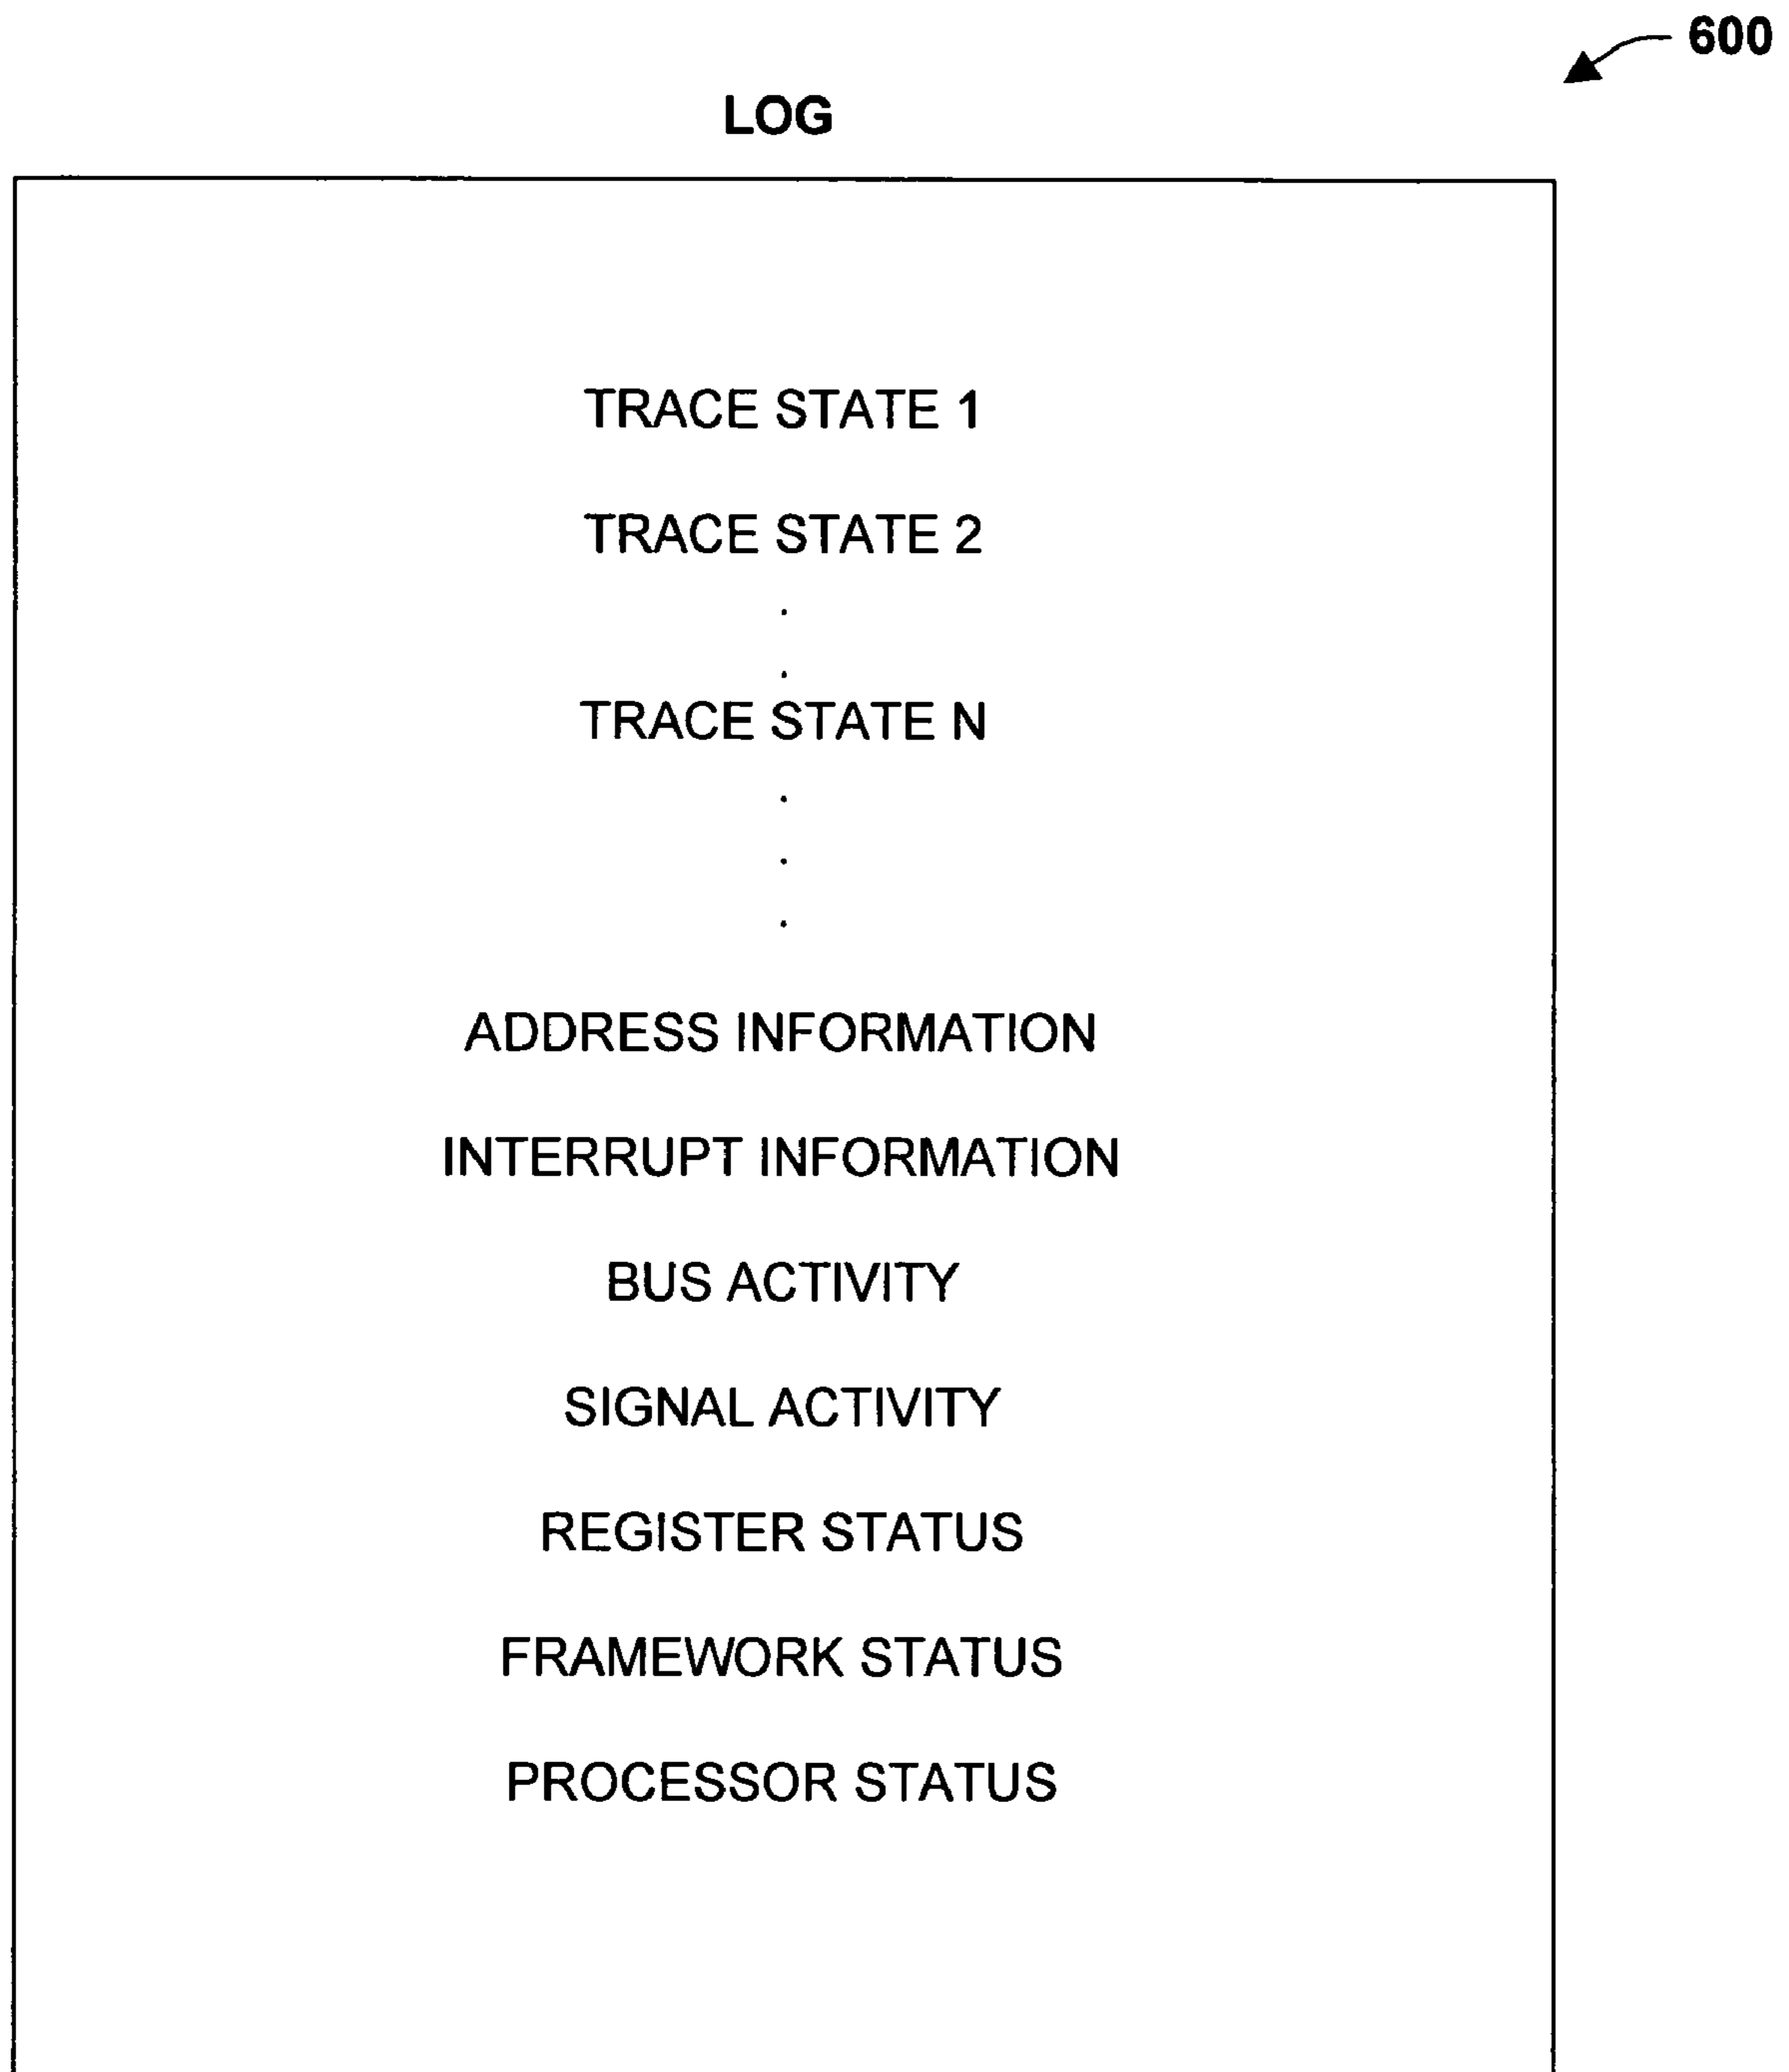 600
LOG
TRACE STATE 1
TRACE STATE 2
.
.
TRACE STATE N
.
.
.
ADDRESS INFORMATION
INTERRUPT INFORMATION
BUS ACTIVITY
SIGNAL ACTIVITY
REGISTER STATUS
FRAMEWORK STATUS
PROCESSOR STATUS